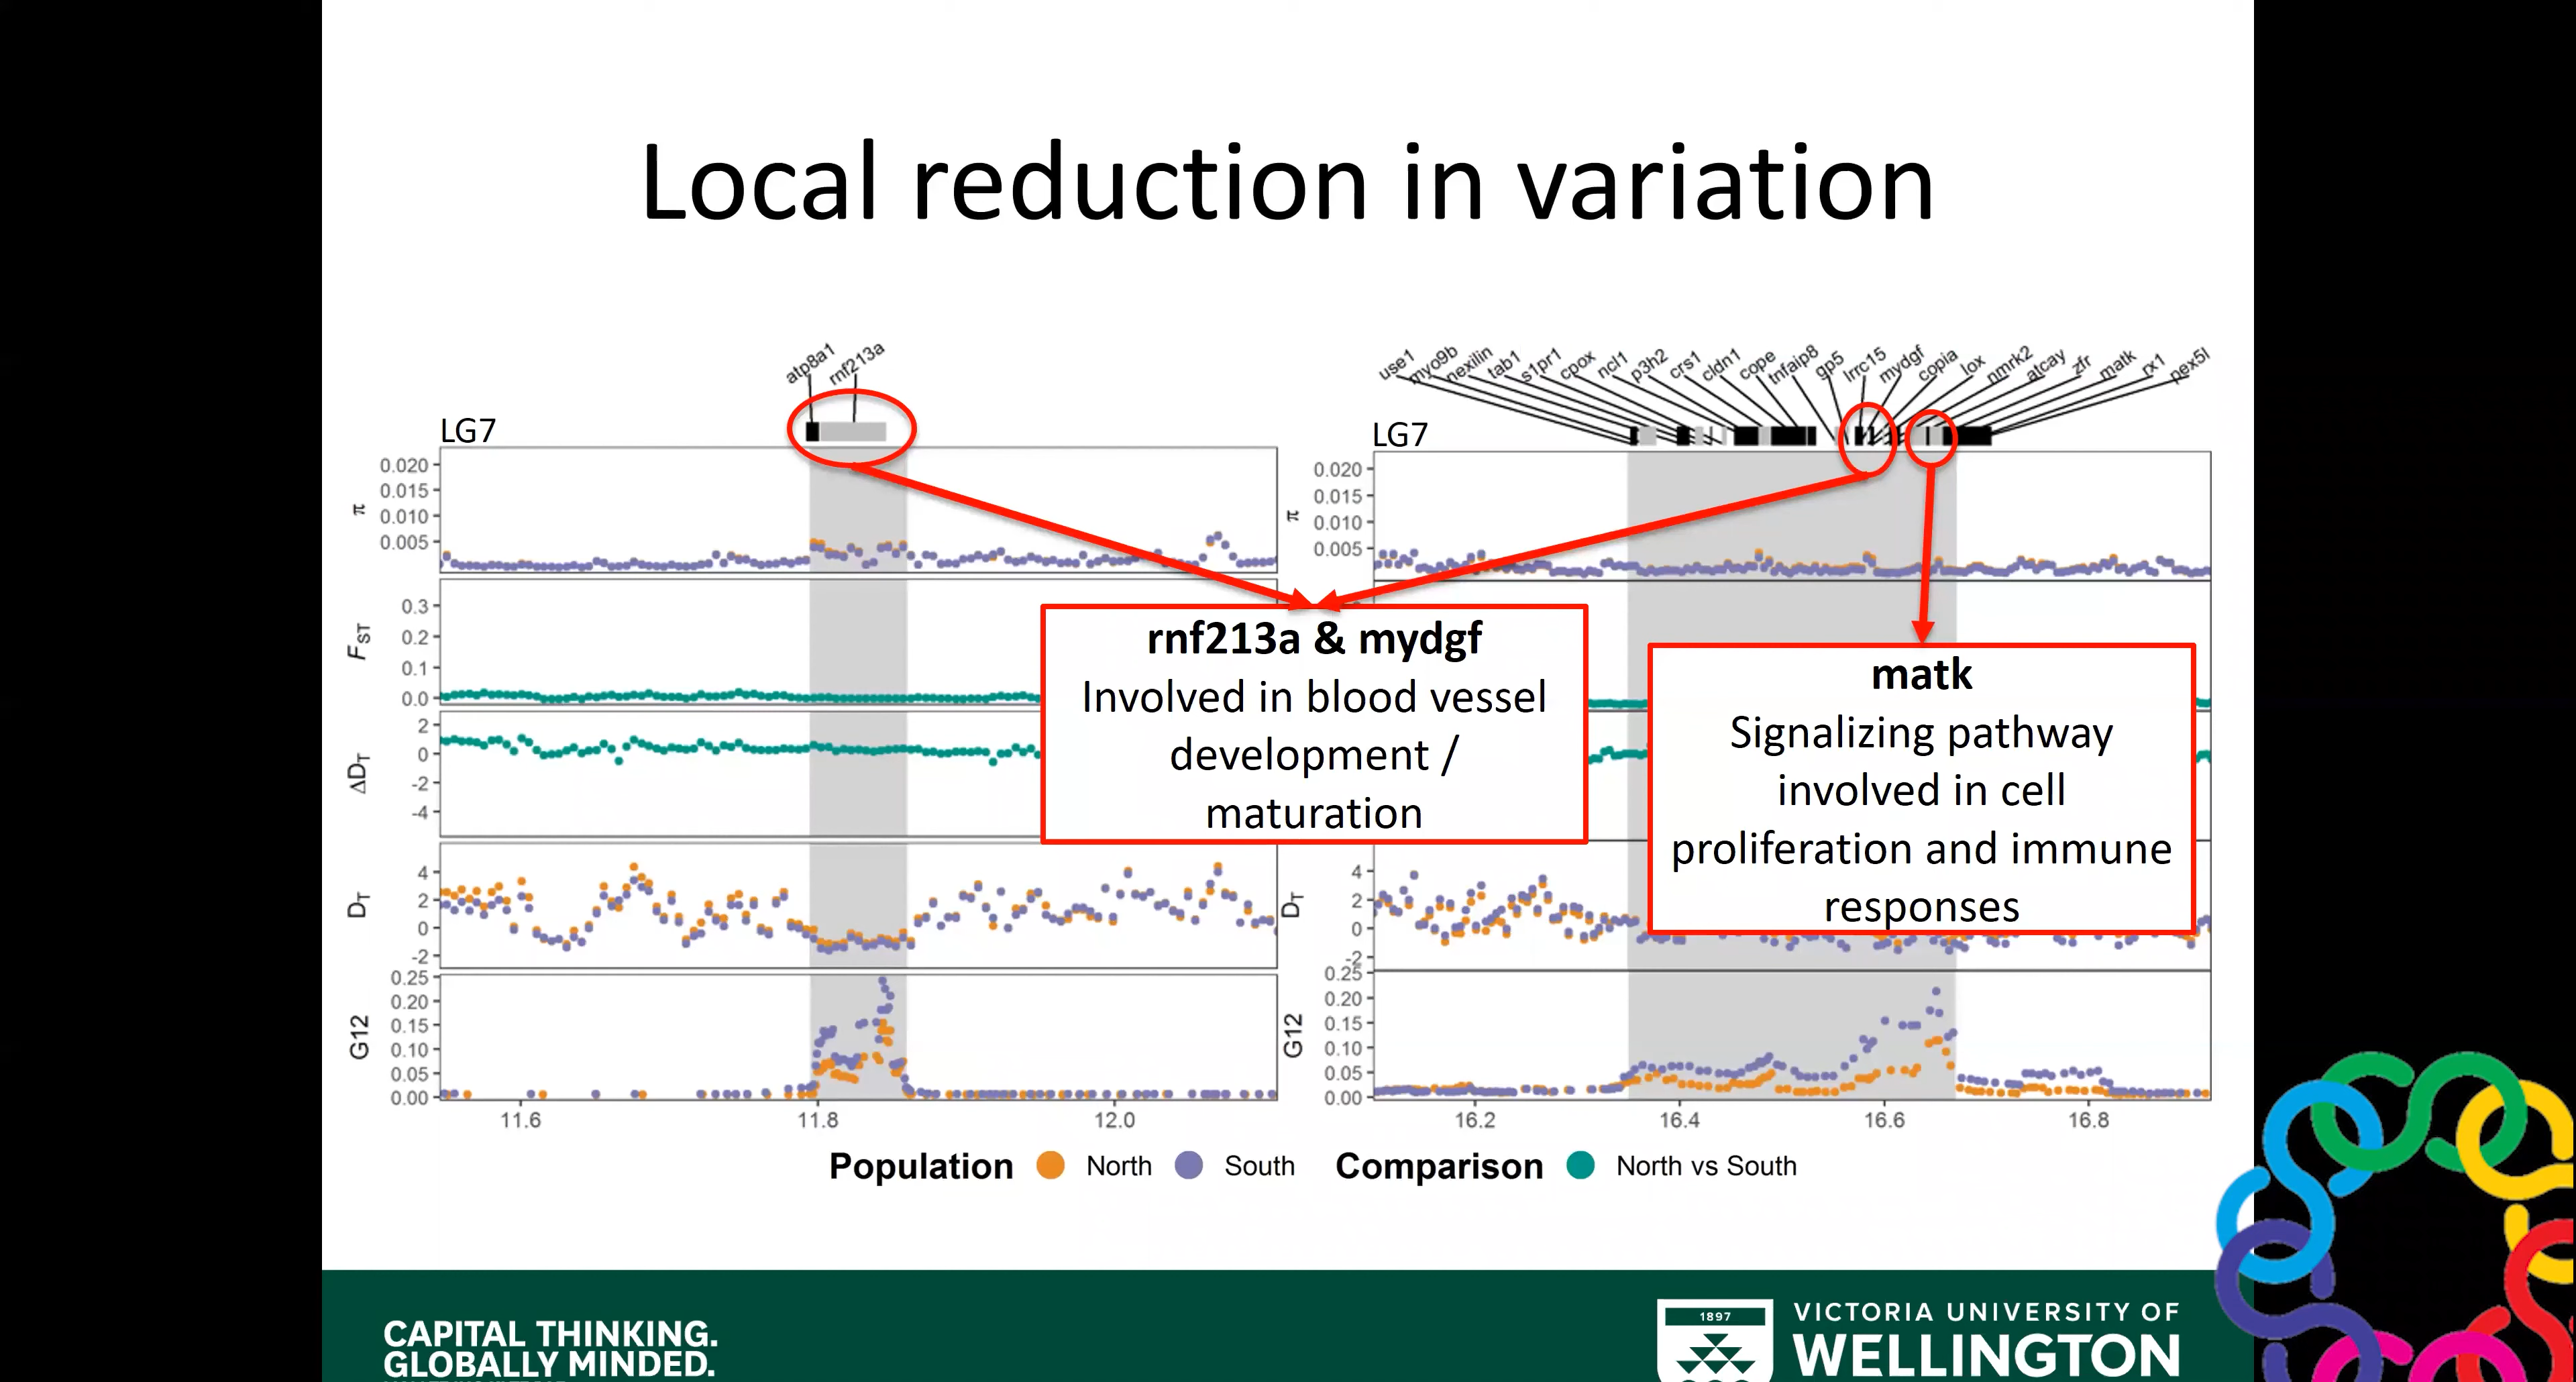 Local reduction in variation
atp8a1
rnf213a
LG7
π
0.020
0.015
0.010
0.005
FST
0.3
0.2
0.1
0.0
ΔDT
2
0
-2
-4
DT
4
2
0
-2
G12
0.25
0.20
0.15
0.10
0.05
0.00
11.6
11.8
12.0
use1
myo9b
nexilin
tab1
s1pr1
cpox
ncl1
p3h2
crs1
cldn1
cope
tnfaip8
gp5
lrrc15
mydgf
copia
lox
nmrk2
atcay
zfr
matk
rx1
pex5l
LG7
π
0.020
0.015
0.010
0.005
DT
4
2
0
-2
G12
0.25
0.20
0.15
0.10
0.05
0.00
16.2
16.4
16.6
16.8
rnf213a & mydgf
Involved in blood vessel
development /
maturation
matk
Signalizing pathway
involved in cell
proliferation and immune
responses
Population North South Comparison North vs South
CAPITAL THINKING.
GLOBALLY MINDED.
1897
VICTORIA UNIVERSITY OF
WELLINGTON